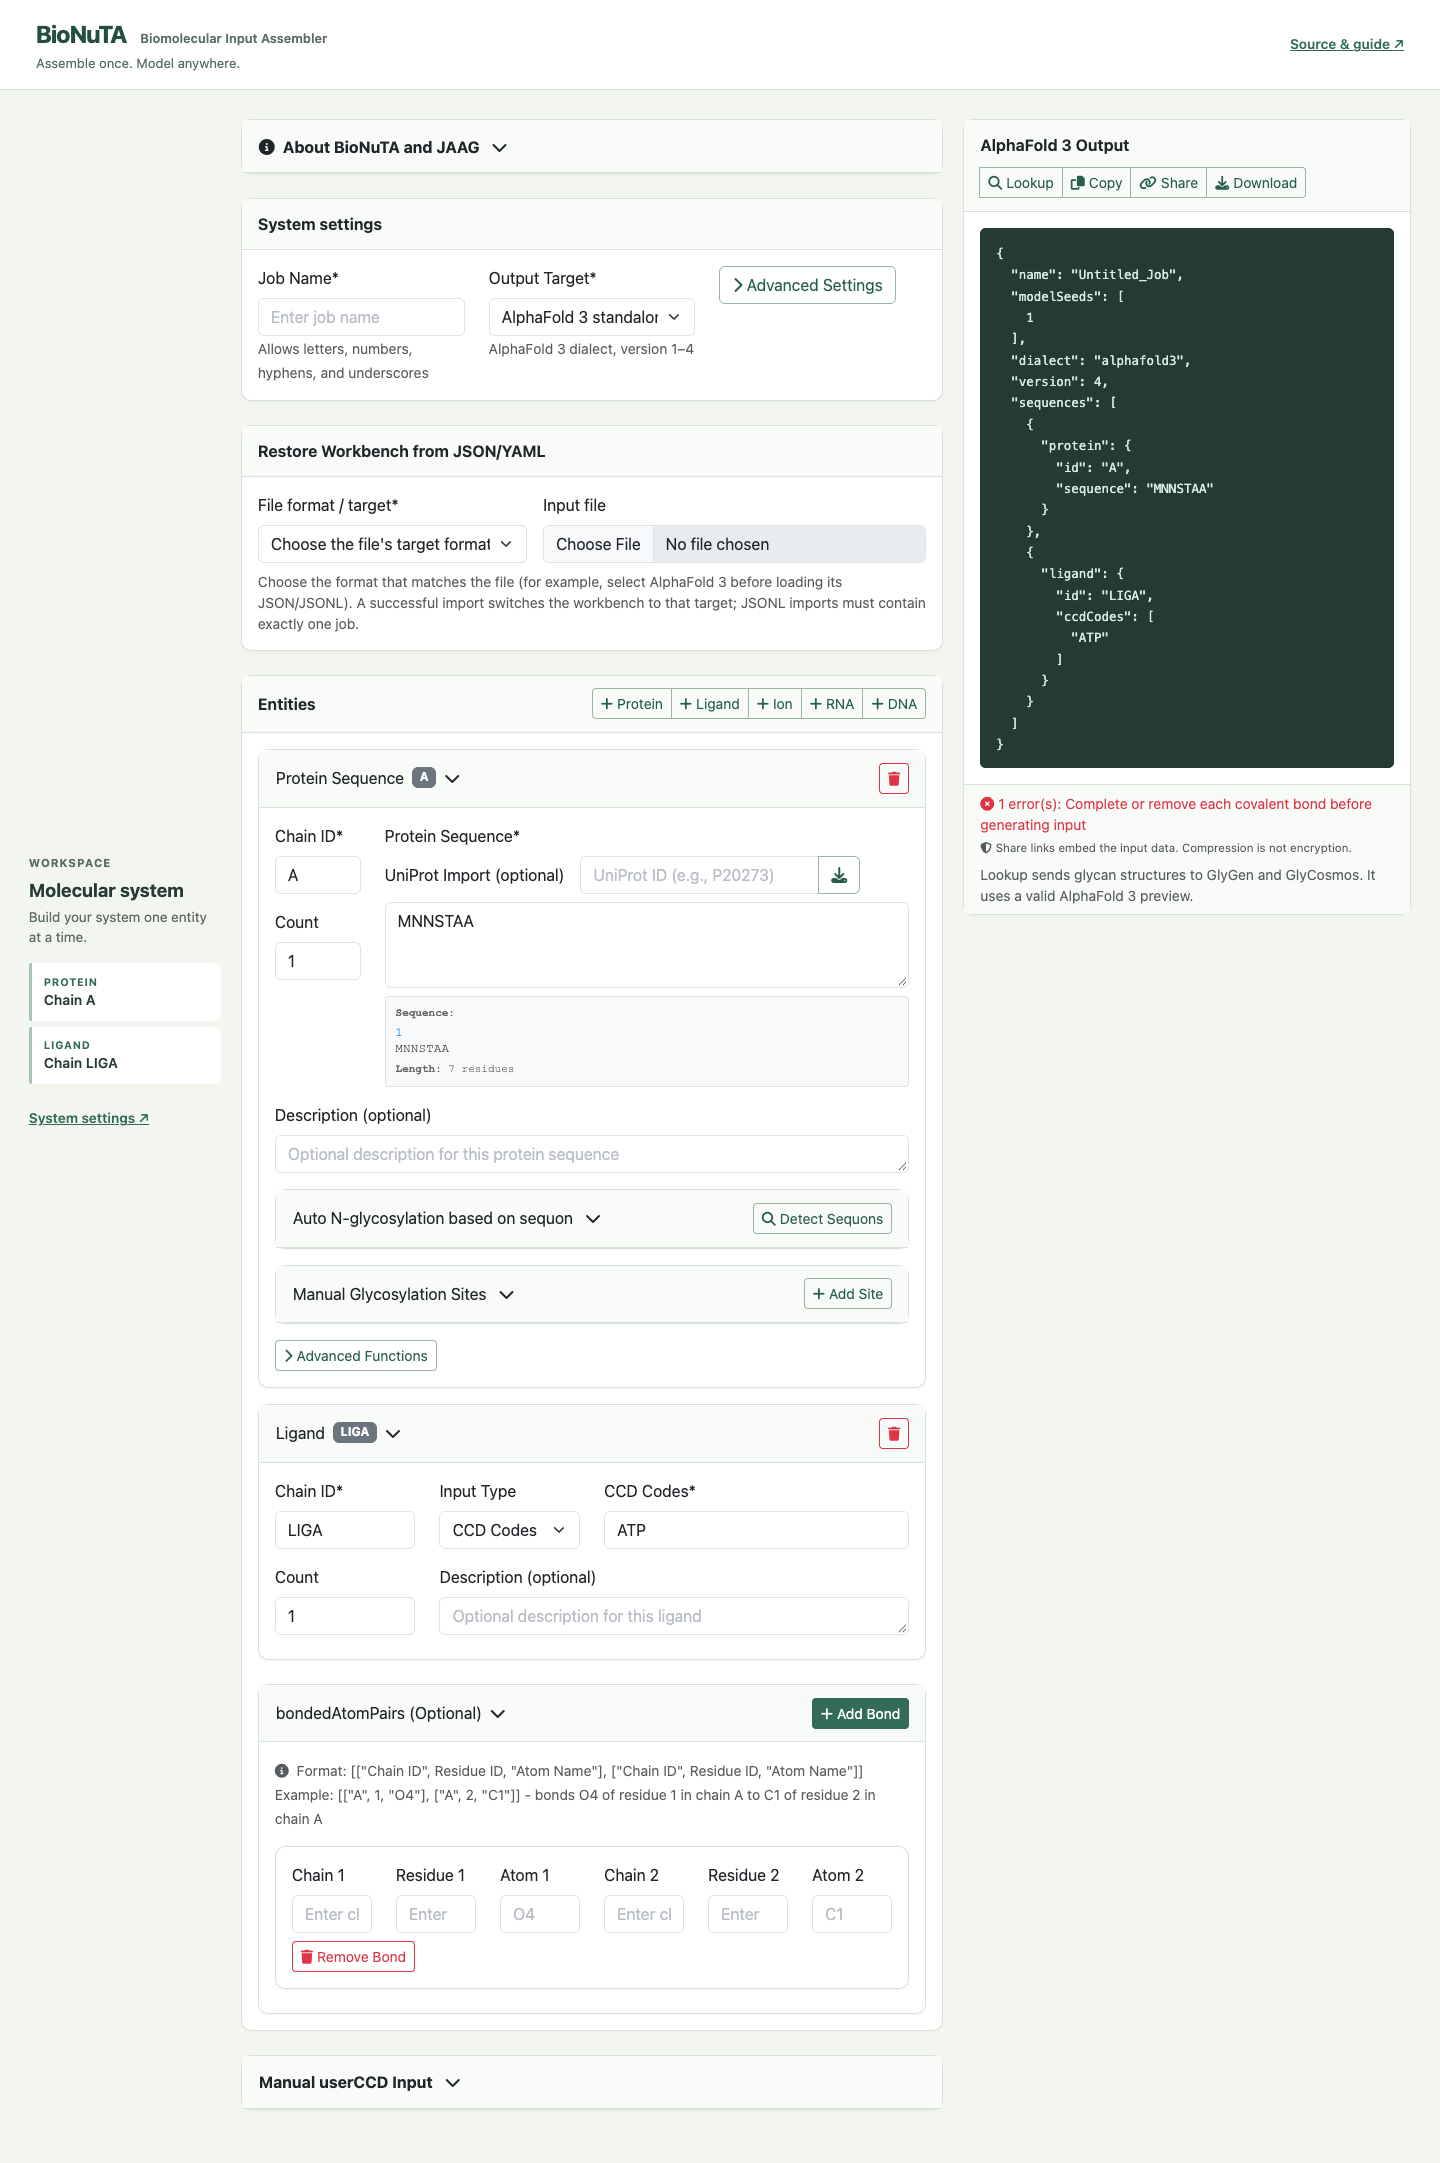 BioNuTA Biomolecular Input Assembler
Assemble once. Model anywhere.
Source & guide ↗
About BioNuTA and JAAG
System settings
Job Name*
Output Target*
Advanced Settings
Enter job name
AlphaFold 3 standalor
Allows letters, numbers,
hyphens, and underscores
AlphaFold 3 dialect, version 1–4
Restore Workbench from JSON/YAML
File format / target*
Input file
Choose the file's target format
Choose File
No file chosen
Choose the format that matches the file (for example, select AlphaFold 3 before loading its
JSON/JSONL). A successful import switches the workbench to that target; JSONL imports must contain
exactly one job.
Entities
+ Protein
+ Ligand
+ Ion
+ RNA
+ DNA
WORKSPACE
Molecular system
Build your system one entity
at a time.
PROTEIN
Chain A
LIGAND
Chain LIGA
System settings ↗
Protein Sequence A
Chain ID*
Protein Sequence*
A
UniProt Import (optional)
UniProt ID (e.g., P20273)
Count
1
MNNSTAA
Sequence:
1
MNNSTAA
Length: 7 residues
Description (optional)
Optional description for this protein sequence
Auto N-glycosylation based on sequon
Detect Sequons
Manual Glycosylation Sites
+ Add Site
Advanced Functions
Ligand LIGA
Chain ID*
Input Type
CCD Codes*
LIGA
CCD Codes
ATP
Count
Description (optional)
1
Optional description for this ligand
bondedAtomPairs (Optional)
+ Add Bond
Format: [["Chain ID", Residue ID, "Atom Name"], ["Chain ID", Residue ID, "Atom Name"]]
Example: [["A", 1, "O4"], ["A", 2, "C1"]] - bonds O4 of residue 1 in chain A to C1 of residue 2 in
chain A
Chain 1
Residue 1
Atom 1
Chain 2
Residue 2
Atom 2
Enter cl
Enter
O4
Enter cl
Enter
C1
Remove Bond
Manual userCCD Input
AlphaFold 3 Output
Lookup
Copy
Share
Download
{
"name": "Untitled_Job",
"modelSeeds": [
1
],
"dialect": "alphafold3",
"version": 4,
"sequences": [
{
"protein": {
"id": "A",
"sequence": "MNNSTAA"
}
},
{
"ligand": {
"id": "LIGA",
"ccdCodes": [
"ATP"
]
}
}
]
}
1 error(s): Complete or remove each covalent bond before
generating input
Share links embed the input data. Compression is not encryption.
Lookup sends glycan structures to GlyGen and GlyCosmos. It
uses a valid AlphaFold 3 preview.